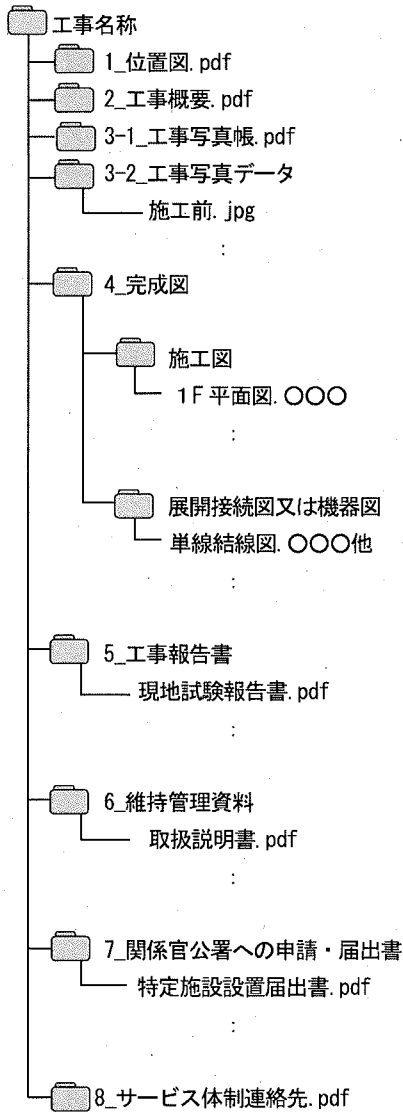 工事名称
1_位置図.pdf
2_工事概要.pdf
3-1_工事写真帳.pdf
3-2_工事写真データ
施工前.jpg
:
4_完成図
施工図
1F平面図.〇〇〇
:
展開接続図又は機器図
単線結線図.〇〇〇他
:
5_工事報告書
現地試験報告書.pdf
:
6_維持管理資料
取扱説明書.pdf
:
7_関係官公署への申請・届出書
特定施設設置届出書.pdf
:
8_サービス体制連絡先.pdf